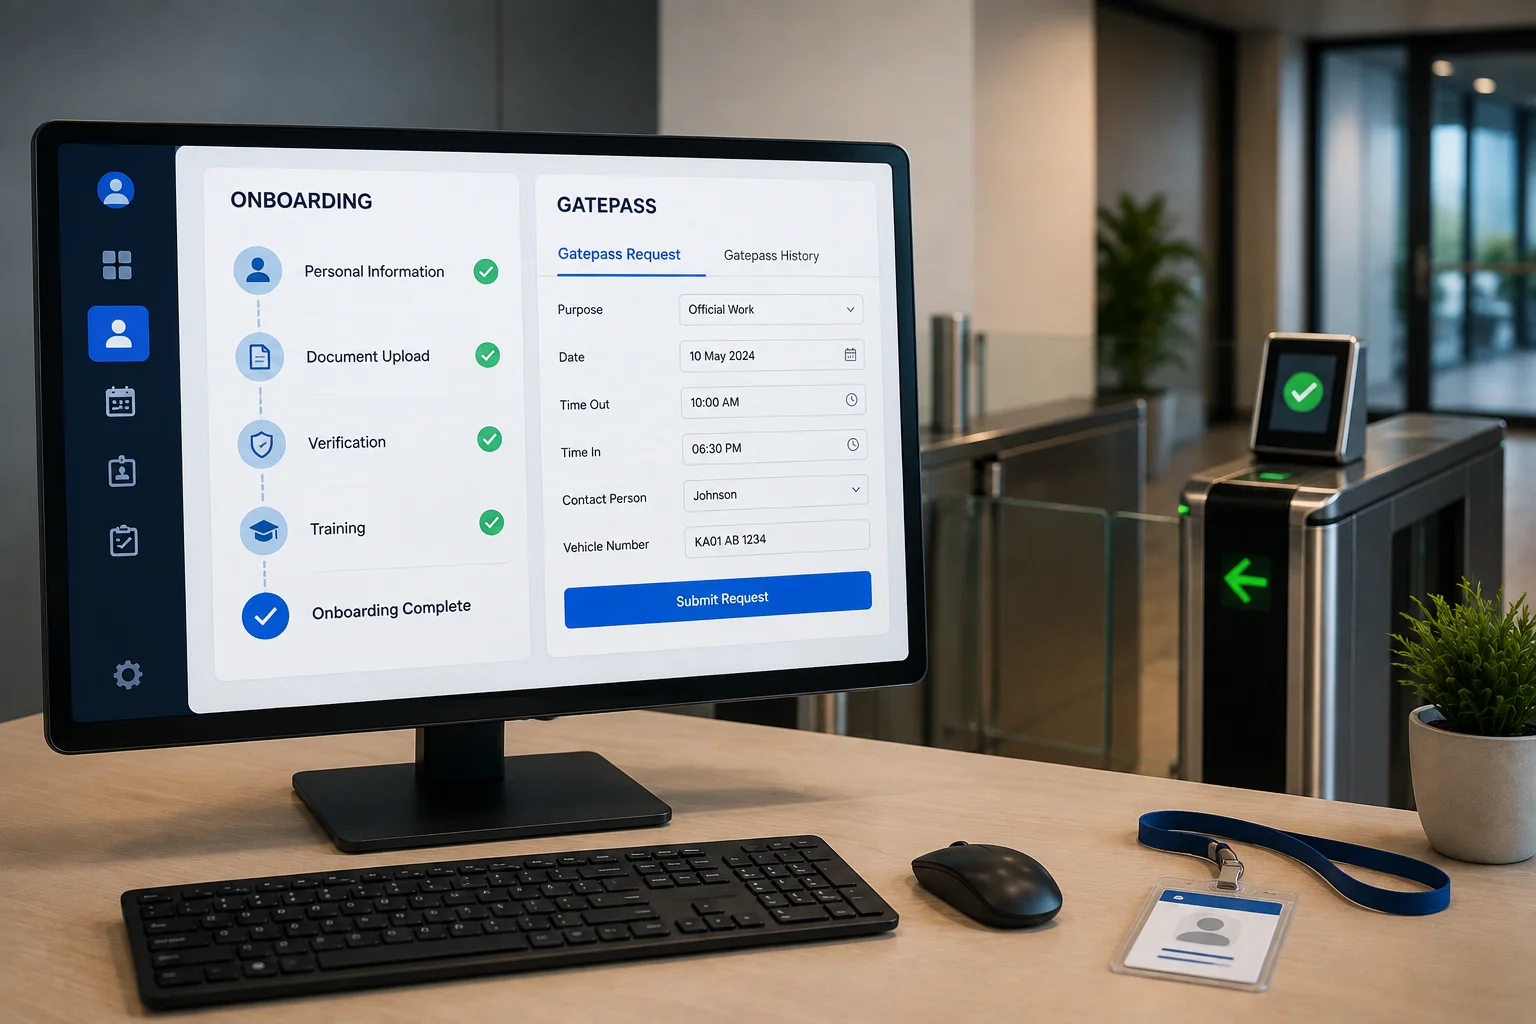 ONBOARDING
Personal Information
Document Upload
Verification
Training
Onboarding Complete
GATEPASS
Gatepass Request
Gatepass History
Purpose
Official Work
Date
10 May 2024
Time Out
10:00 AM
Time In
06:30 PM
Contact Person
Johnson
Vehicle Number
KA01 AB 1234
Submit Request